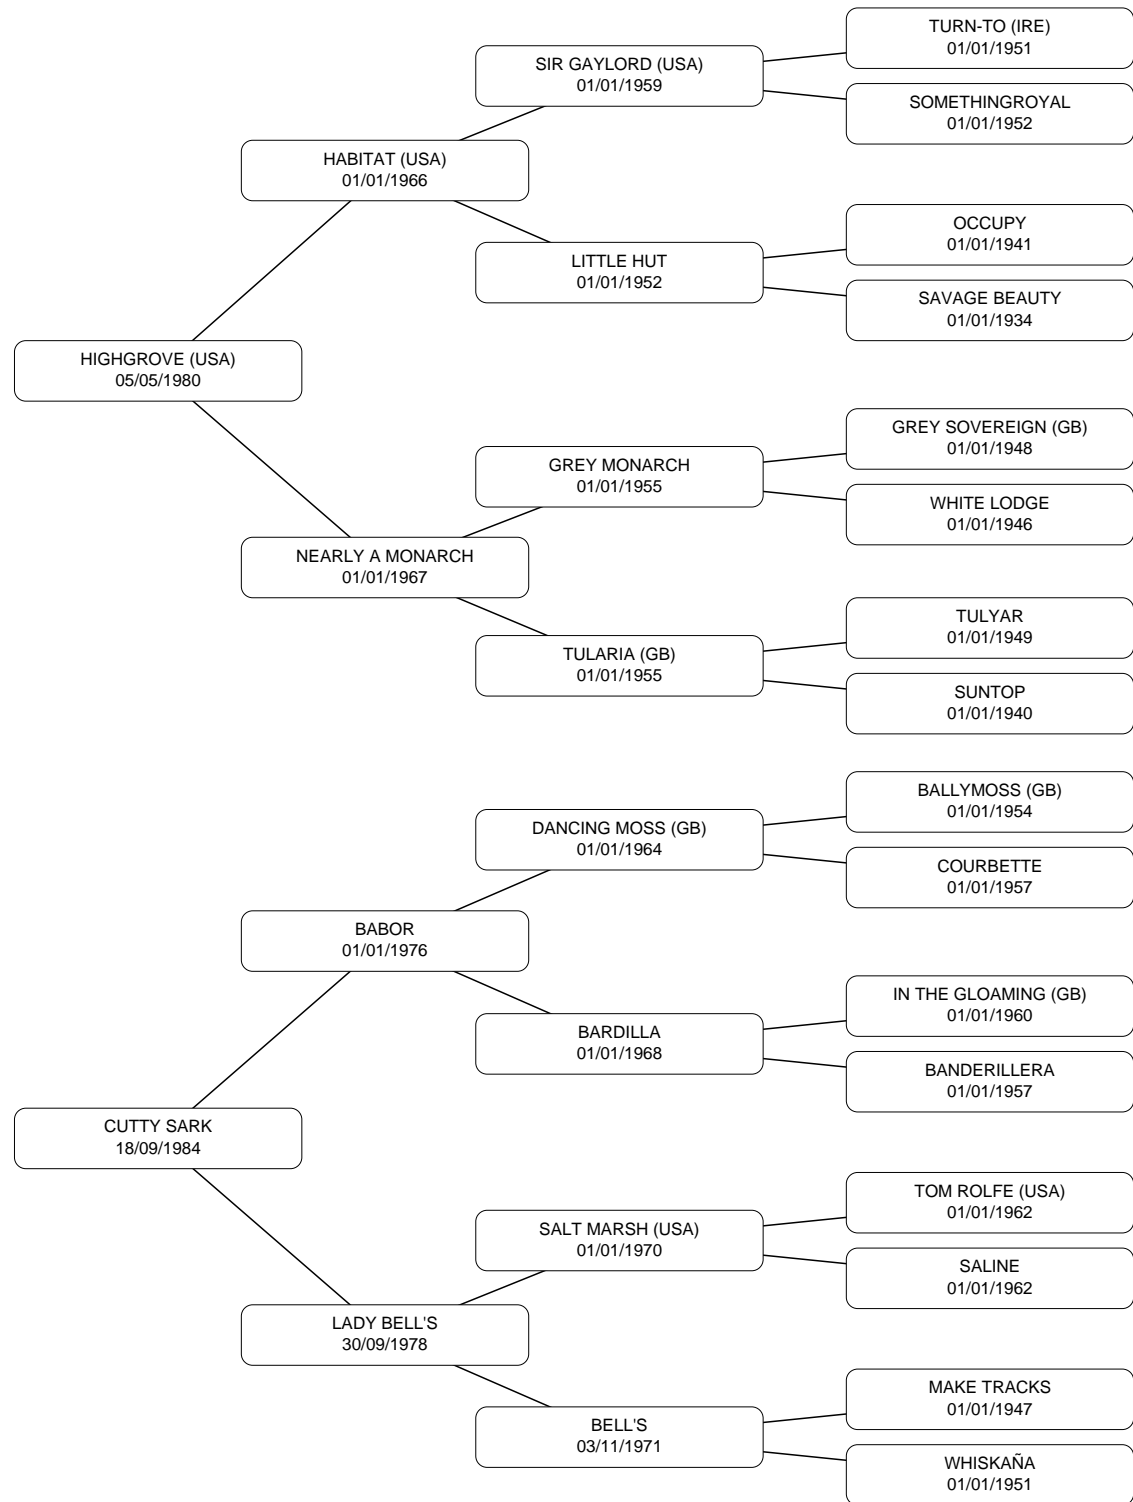 TURN-TO (IRE)
01/01/1951
SIR GAYLORD (USA)
01/01/1959
SOMETHINGROYAL
01/01/1952
HABITAT (USA)
01/01/1966
OCCUPY
01/01/1941
LITTLE HUT
01/01/1952
SAVAGE BEAUTY
01/01/1934
HIGHGROVE (USA)
05/05/1980
GREY SOVEREIGN (GB)
01/01/1948
GREY MONARCH
01/01/1955
WHITE LODGE
01/01/1946
NEARLY A MONARCH
01/01/1967
TULYAR
01/01/1949
TULARIA (GB)
01/01/1955
SUNTOP
01/01/1940
BALLYMOSS (GB)
01/01/1954
DANCING MOSS (GB)
01/01/1964
COURBETTE
01/01/1957
BABOR
01/01/1976
IN THE GLOAMING (GB)
01/01/1960
BARDILLA
01/01/1968
BANDERILLERA
01/01/1957
CUTTY SARK
18/09/1984
TOM ROLFE (USA)
01/01/1962
SALT MARSH (USA)
01/01/1970
SALINE
01/01/1962
LADY BELL'S
30/09/1978
MAKE TRACKS
01/01/1947
BELL'S
03/11/1971
WHISKAÑA
01/01/1951